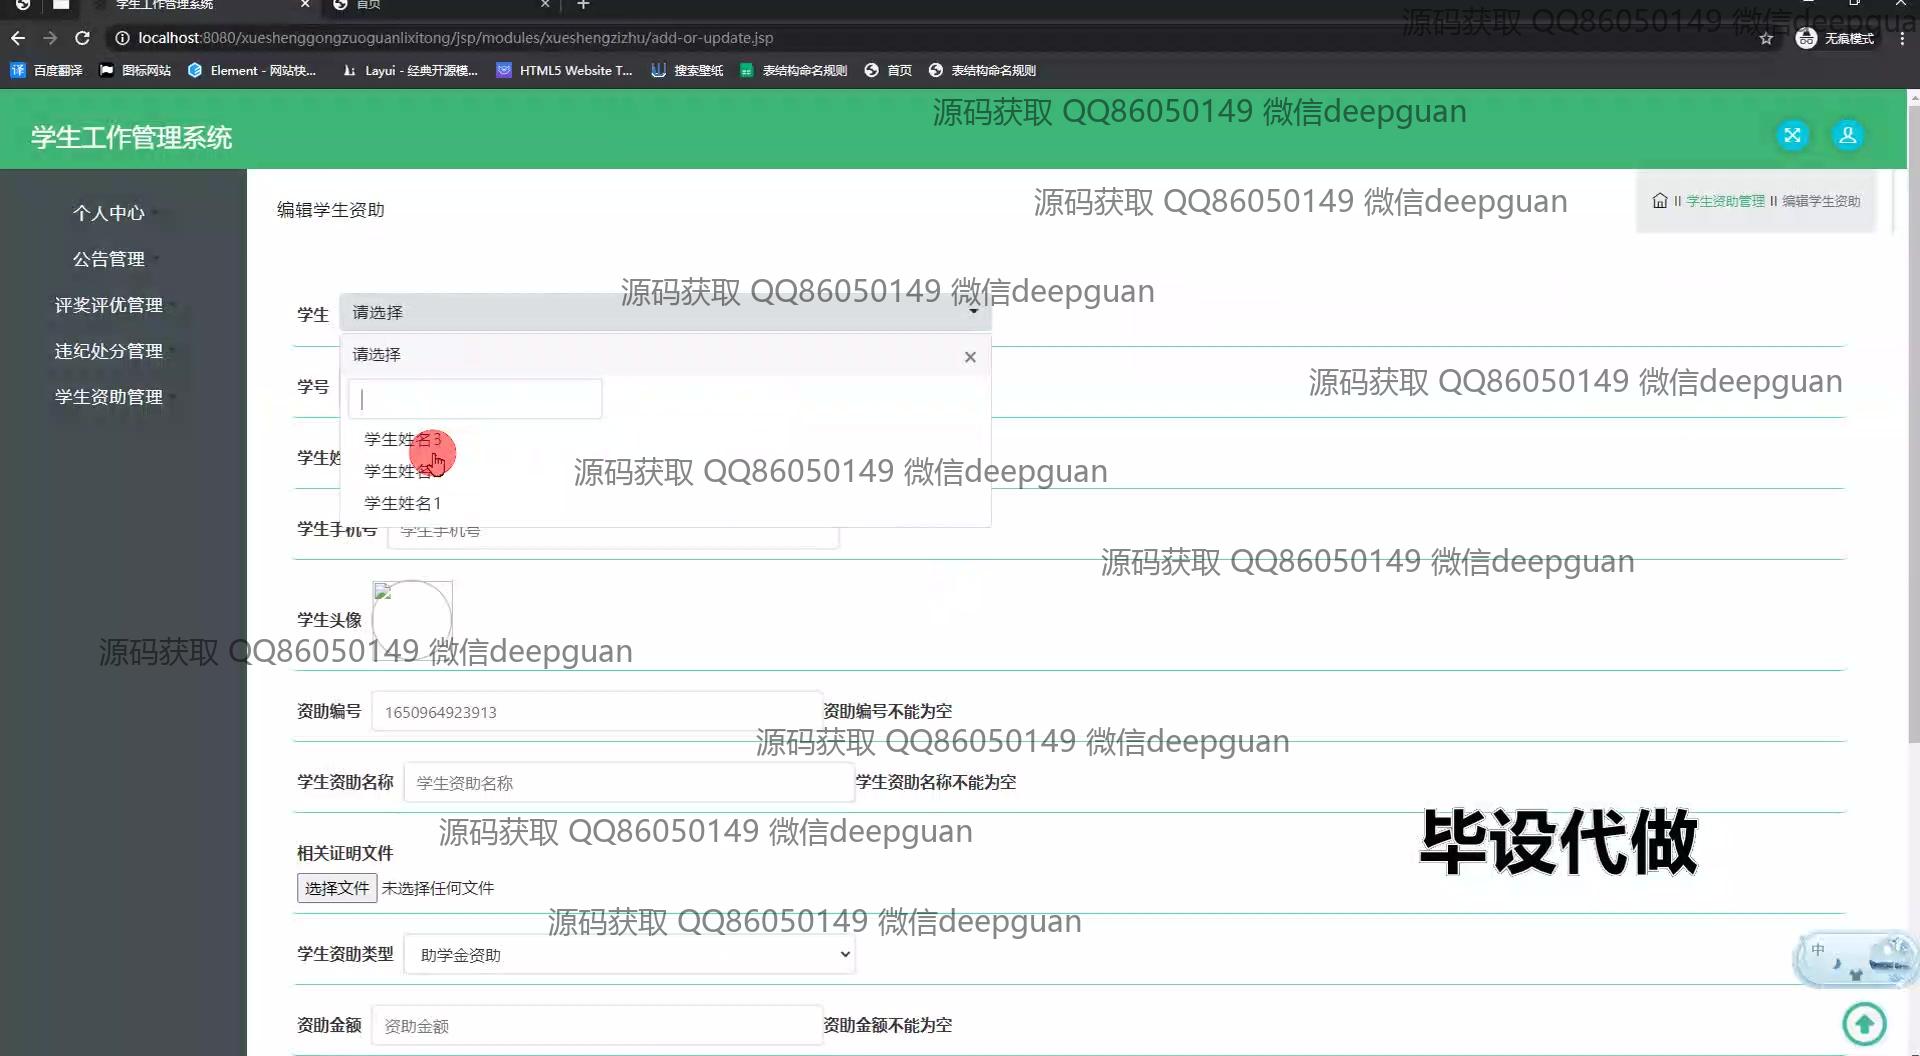 学生工作管理系统
首页
localhost:8080/xueshenggongzuoguanlixitong/jsp/modules/xueshengzizhu/add-or-update.jsp
无痕模式
源码获取 QQ86050149 微信deepgua
百度翻译
图标网站
Element - 网站快...
Layui - 经典开源模...
HTML5 Website T...
搜索壁纸
表结构命名规则
首页
表结构命名规则
源码获取 QQ86050149 微信deepguan
学生工作管理系统
个人中心
公告管理
评奖评优管理
违纪处分管理
学生资助管理
编辑学生资助
源码获取 QQ86050149 微信deepguan
学生资助管理 II 编辑学生资助
源码获取 QQ86050149 微信deepguan
学生 请选择
请选择
源码获取 QQ86050149 微信deepguan
学号
学生姓名3
学生姓
学生姓名
源码获取 QQ86050149 微信deepguan
学生姓名1
学生手机号 学生手机号
源码获取 QQ86050149 微信deepguan
学生头像
源码获取 QQ86050149 微信deepguan
资助编号 1650964923913 资助编号不能为空
源码获取 QQ86050149 微信deepguan
学生资助名称 学生资助名称 学生资助名称不能为空
源码获取 QQ86050149 微信deepguan
毕设代做
相关证明文件
选择文件 未选择任何文件
源码获取 QQ86050149 微信deepguan
学生资助类型 助学金资助
中
资助金额 资助金额 资助金额不能为空